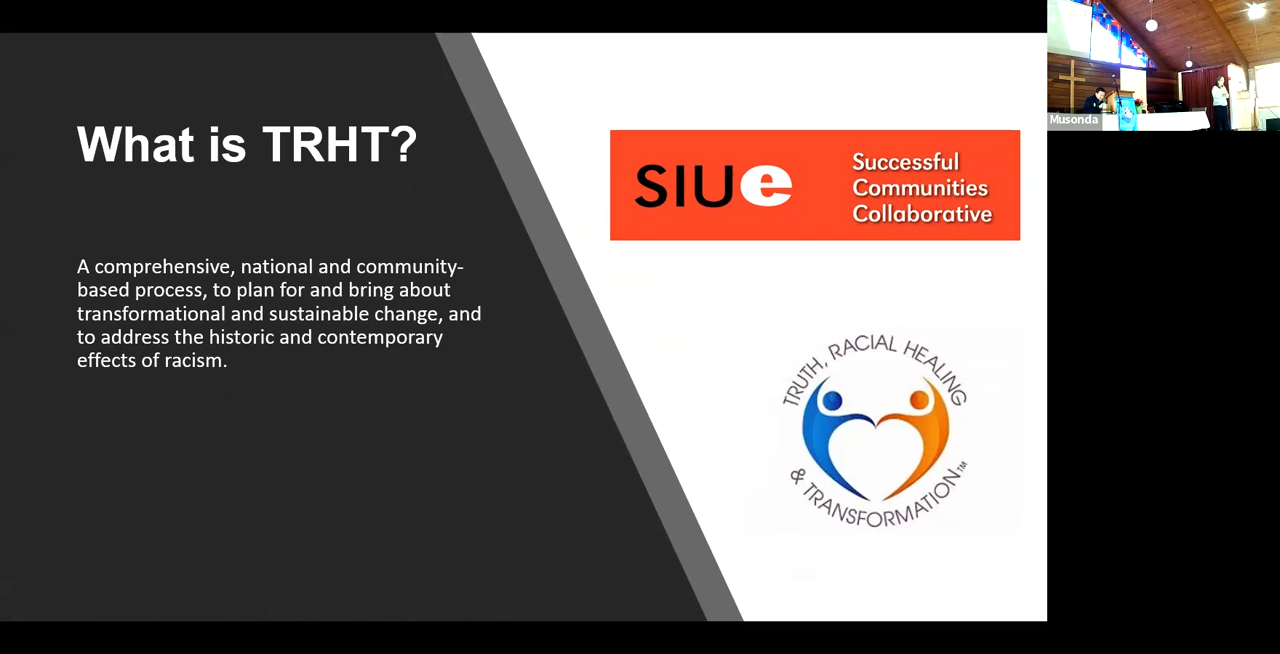 What is TRHT?
A comprehensive, national and community-
based process, to plan for and bring about
transformational and sustainable change, and
to address the historic and contemporary
effects of racism.
SIUe
Successful
Communities
Collaborative
TRUTH, RACIAL HEALING
& TRANSFORMATION™
Musonda